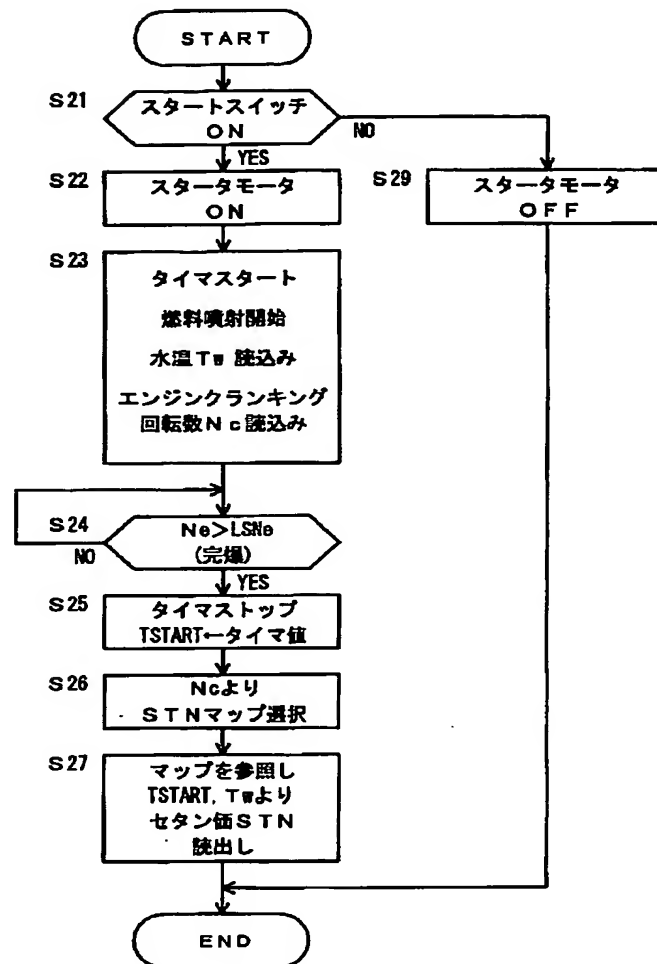 START
S21
スタートスイッチ
ON
NO
YES
S22
スタータモータ
ON
S29
スタータモータ
OFF
S23
タイマスタート
燃料噴射開始
水温Tw 読込み
エンジンクランキング
回転数Nc読込み
S24
Ne>LSNe
(完爆)
NO
YES
S25
タイマストップ
TSTART←タイマ値
S26
Ncより
STNマップ選択
S27
マップを参照し
TSTART, Twより
セタン価STN
読出し
END